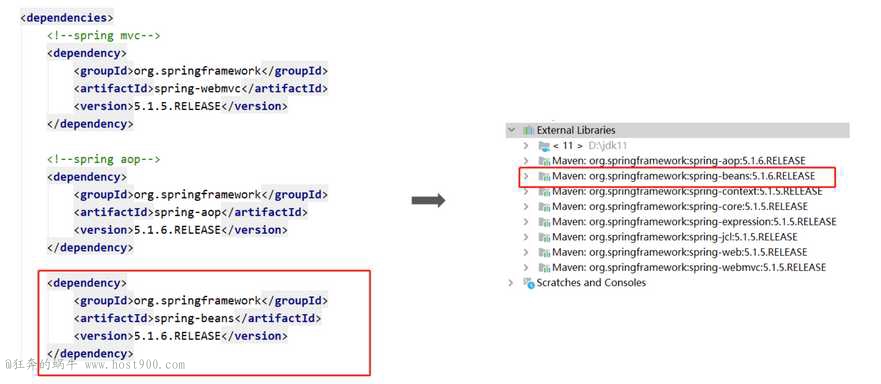 <dependencies>
<!--spring mvc-->
<dependency>
<groupId>org.springframework</groupId>
<artifactId>spring-webmvc</artifactId>
<version>5.1.5.RELEASE</version>
</dependency>
<!--spring aop-->
<dependency>
<groupId>org.springframework</groupId>
<artifactId>spring-aop</artifactId>
<version>5.1.6.RELEASE</version>
</dependency>
<dependency>
<groupId>org.springframework</groupId>
<artifactId>spring-beans</artifactId>
<version>5.1.6.RELEASE</version>
</dependency>
@狂奔的蜗牛 www.host900.com
External Libraries
< 11 > D:\jdk11
Maven: org.springframework:spring-aop:5.1.6.RELEASE
Maven: org.springframework:spring-beans:5.1.6.RELEASE
Maven: org.springframework:spring-context:5.1.5.RELEASE
Maven: org.springframework:spring-core:5.1.5.RELEASE
Maven: org.springframework:spring-expression:5.1.5.RELEASE
Maven: org.springframework:spring-jcl:5.1.5.RELEASE
Maven: org.springframework:spring-web:5.1.5.RELEASE
Maven: org.springframework:spring-webmvc:5.1.5.RELEASE
Scratches and Consoles